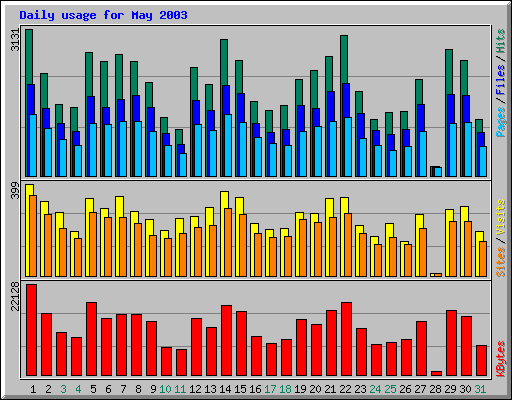 Daily usage for May 2003
3131
Pages / Files / Hits
399
Sites / Visits
22128
KBytes
1 2 3 4 5 6 7 8 9 10 11 12 13 14 15 16 17 18 19 20 21 22 23 24 25 26 27 28 29 30 31